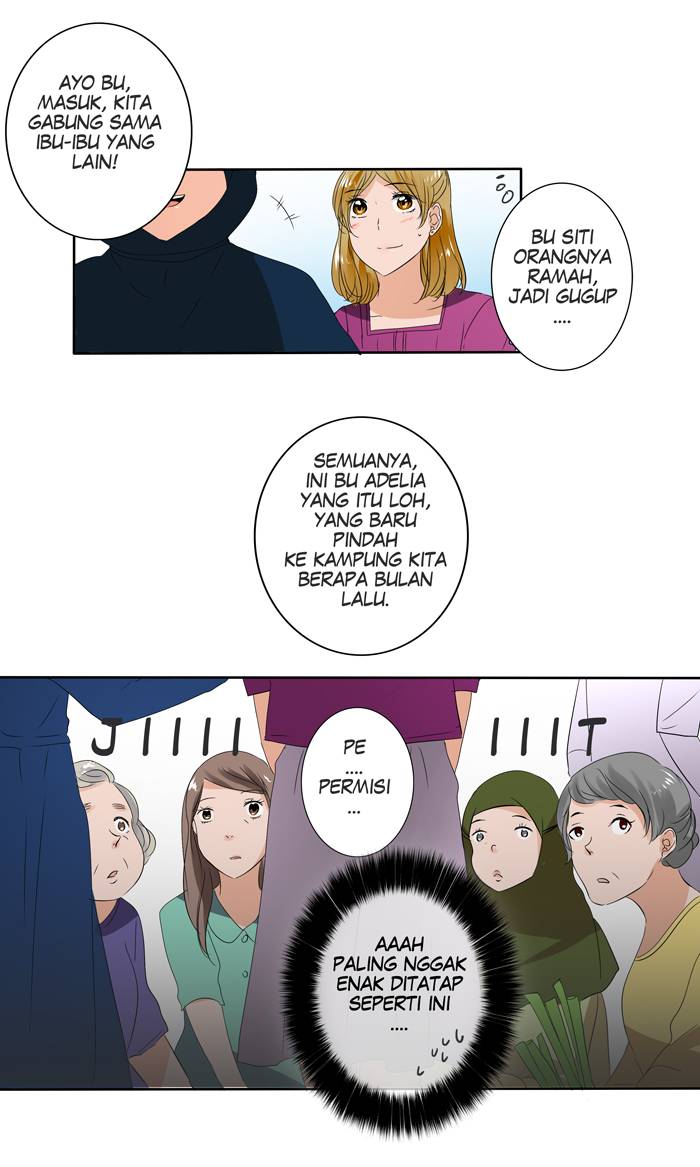 AYO BU,
MASUK, KITA
GABUNG SAMA
IBU-IBU YANG
LAIN!
BU SITI
ORANGNYA
RAMAH,
JADI GUGUP
....
SEMUANYA,
INI BU ADELIA
YANG ITU LOH,
YANG BARU
PINDAH
KE KAMPUNG KITA
BERAPA BULAN
LALU.
JIIIII
IIIT
PE
....
PERMISI
...
AAAH
PALING NGGAK
ENAK DITATAP
SEPERTI INI
....